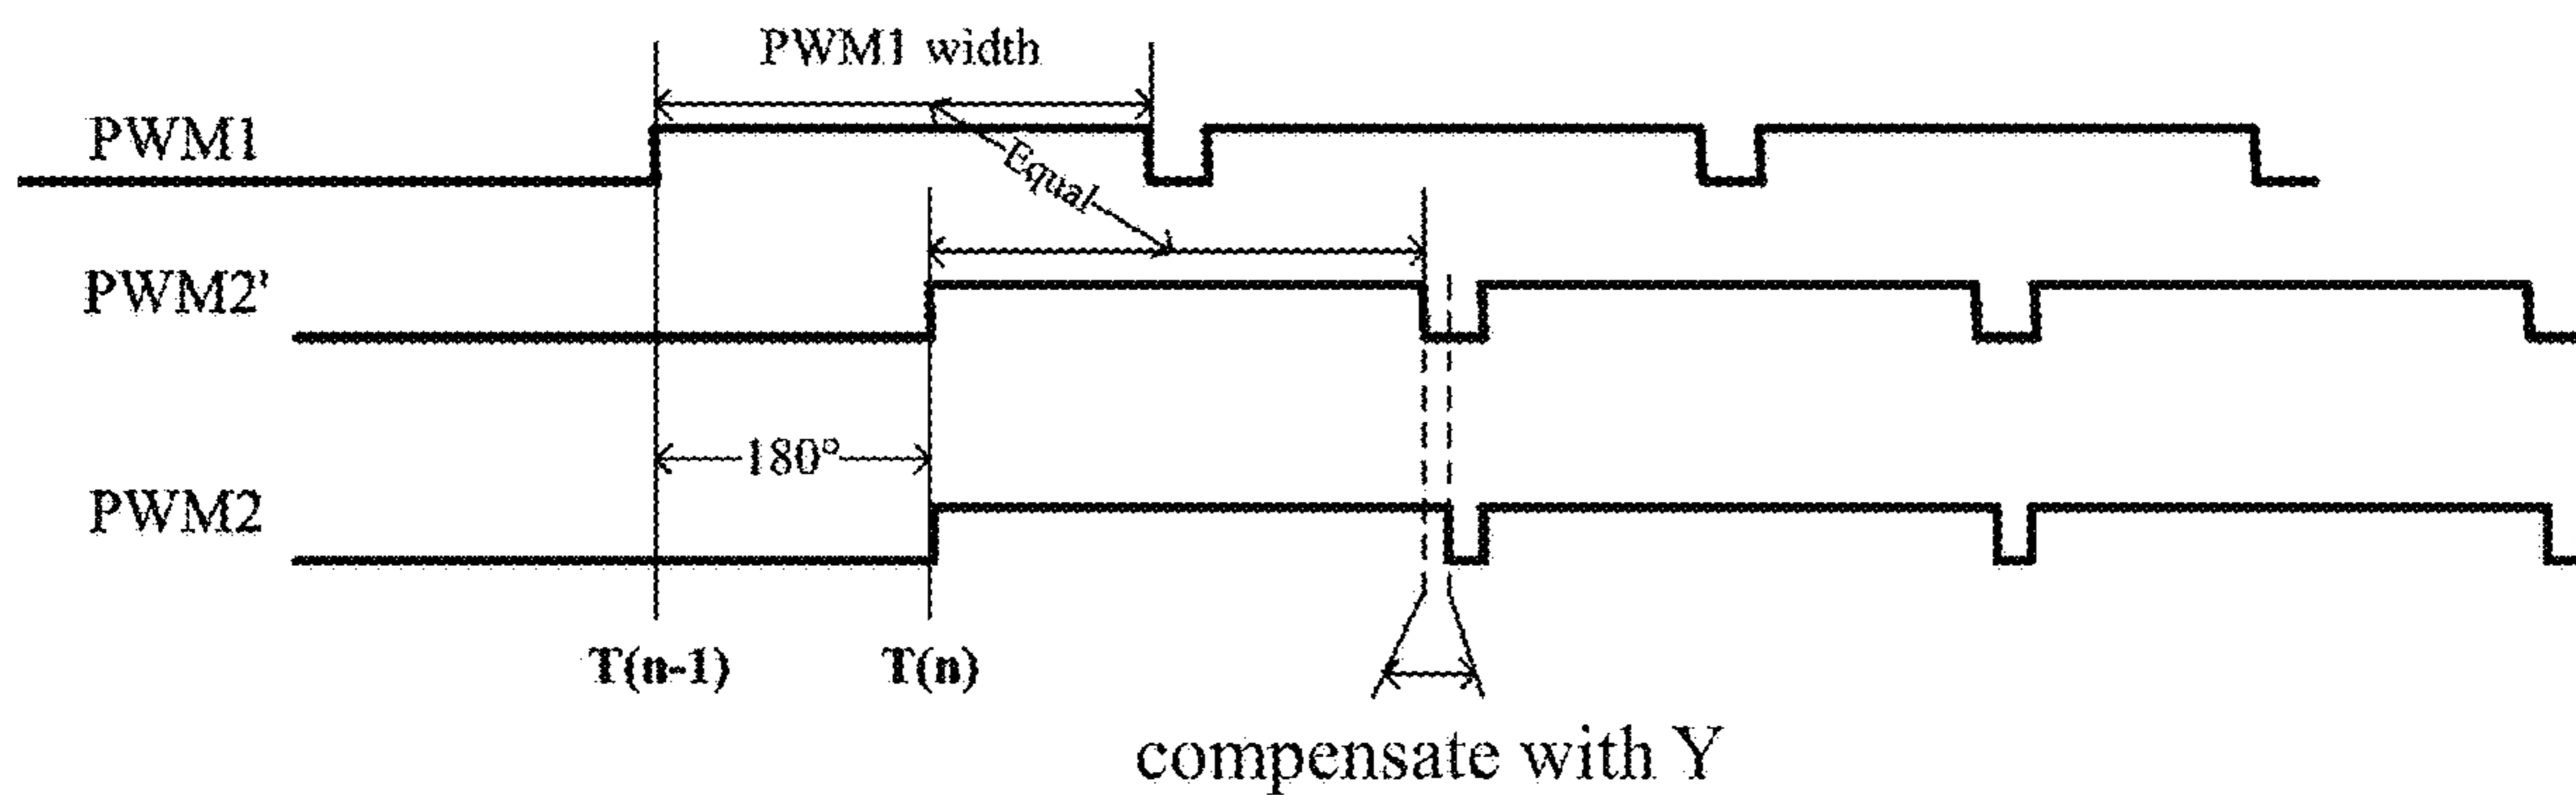 PWM1 width
PWM1
Equal
PWM2'
180°
PWM2
T(n-1)
T(n)
compensate with Y